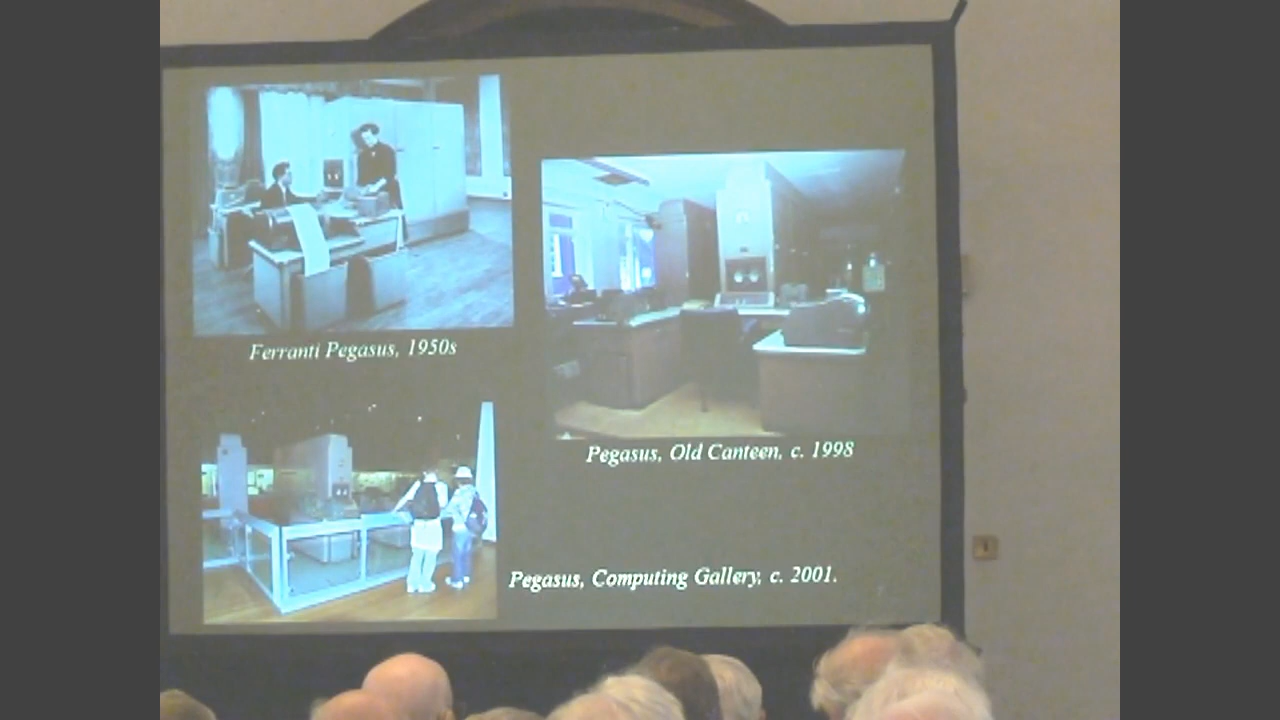 Ferranti Pegasus, 1950s
Pegasus, Old Canteen, c. 1998
Pegasus, Computing Gallery, c. 2001.